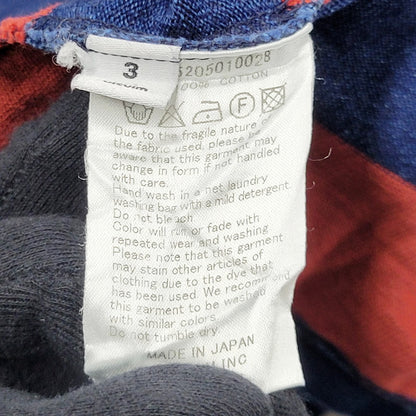 3
5205010028
100% COTTON
F
Due to the fragile nature of
the fabric used, please be
aware that this garment may
change in form if not handled
with care.
Hand wash in a net laundry
washing bag with a mild detergent.
Do not bleach.
Color will run or fade with
repeated wear and washing
Please note that this garment
may stain other articles of
clothing due to the dye that
has been used. We recommend
this garment to be washed
with similar colors.
Do not tumble dry.
MADE IN JAPAN
INC